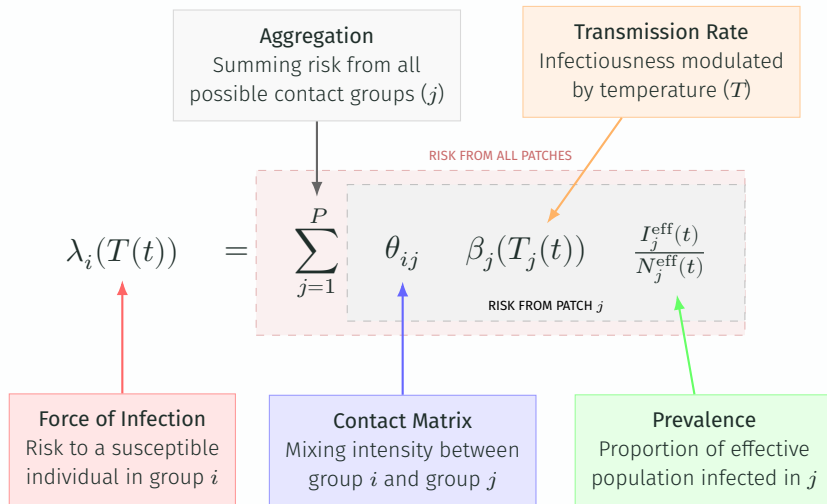 Aggregation
Summing risk from all
possible contact groups (j)
Transmission Rate
Infectiousness modulated
by temperature (T)
RISK FROM ALL PATCHES
λ_i(T(t)) = ∑_{j=1}^{P} θ_{ij} β_j(T_j(t)) I_j^{eff}(t) / N_j^{eff}(t)
RISK FROM PATCH j
Force of Infection
Risk to a susceptible
individual in group i
Contact Matrix
Mixing intensity between
group i and group j
Prevalence
Proportion of effective
population infected in j